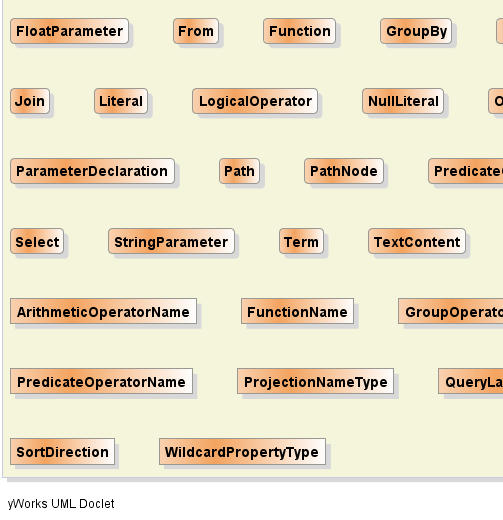 FloatParameter From Function GroupBy
Join Literal LogicalOperator NullLiteral O
ParameterDeclaration Path PathNode Predicate
Select StringParameter Term TextContent
ArithmeticOperatorName FunctionName GroupOperato
PredicateOperatorName ProjectionNameType QueryLa
SortDirection WildcardPropertyType
yWorks UML Doclet